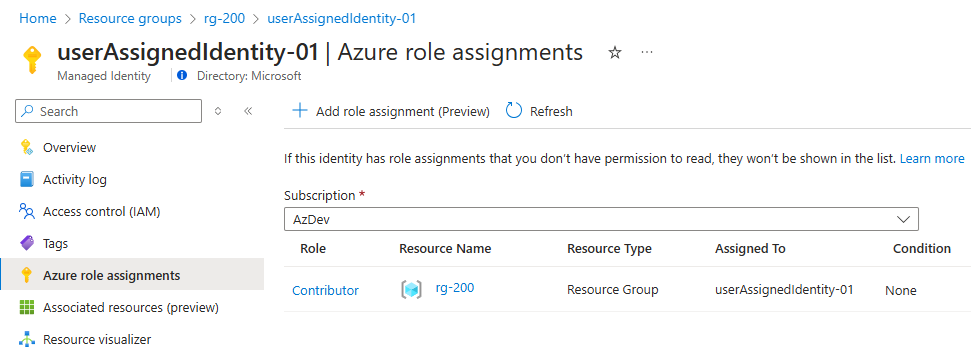 Home > Resource groups > rg-200 > userAssignedIdentity-01
userAssignedIdentity-01 | Azure role assignments
Managed Identity Directory: Microsoft
Search
Overview
Activity log
Access control (IAM)
Tags
Azure role assignments
Associated resources (preview)
Resource visualizer
Add role assignment (Preview) Refresh
If this identity has role assignments that you don't have permission to read, they won't be shown in the list. Learn more
Subscription *
AzDev
Role Resource Name Resource Type Assigned To Condition
Contributor rg-200 Resource Group userAssignedIdentity-01 None